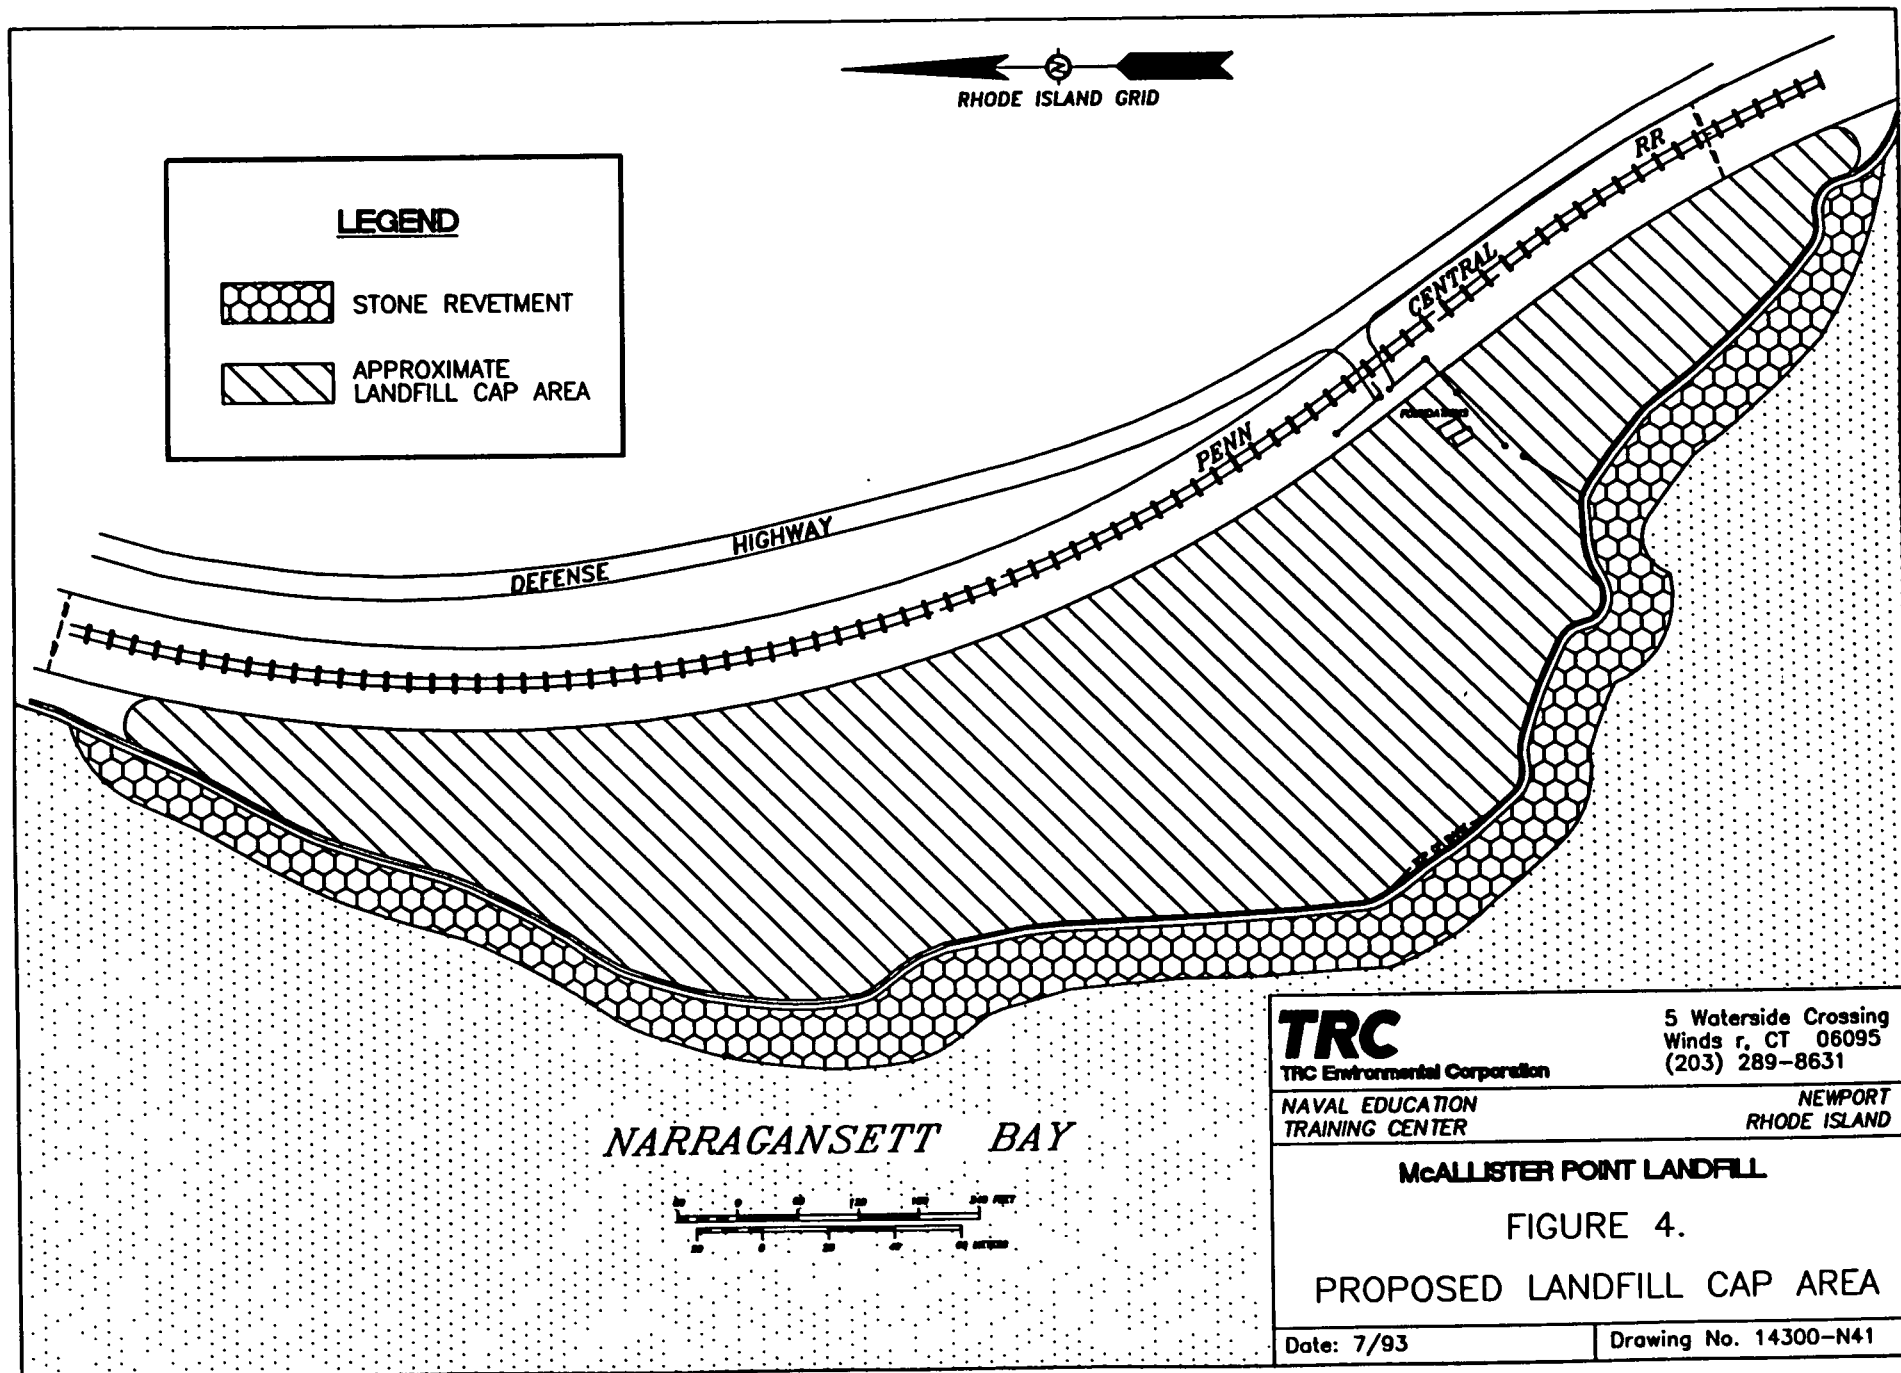 RHODE ISLAND GRID
LEGEND
STONE REVETMENT
APPROXIMATE
LANDFILL CAP AREA
RR
CENTRAL
PENN
HIGHWAY
DEFENSE
NARRAGANSETT BAY
TRC
TRC Environmental Corporation
5 Waterside Crossing
Winds r, CT 06095
(203) 289-8631
NAVAL EDUCATION
TRAINING CENTER
NEWPORT
RHODE ISLAND
McALLISTER POINT LANDFILL
FIGURE 4.
PROPOSED LANDFILL CAP AREA
Date: 7/93
Drawing No. 14300-N41